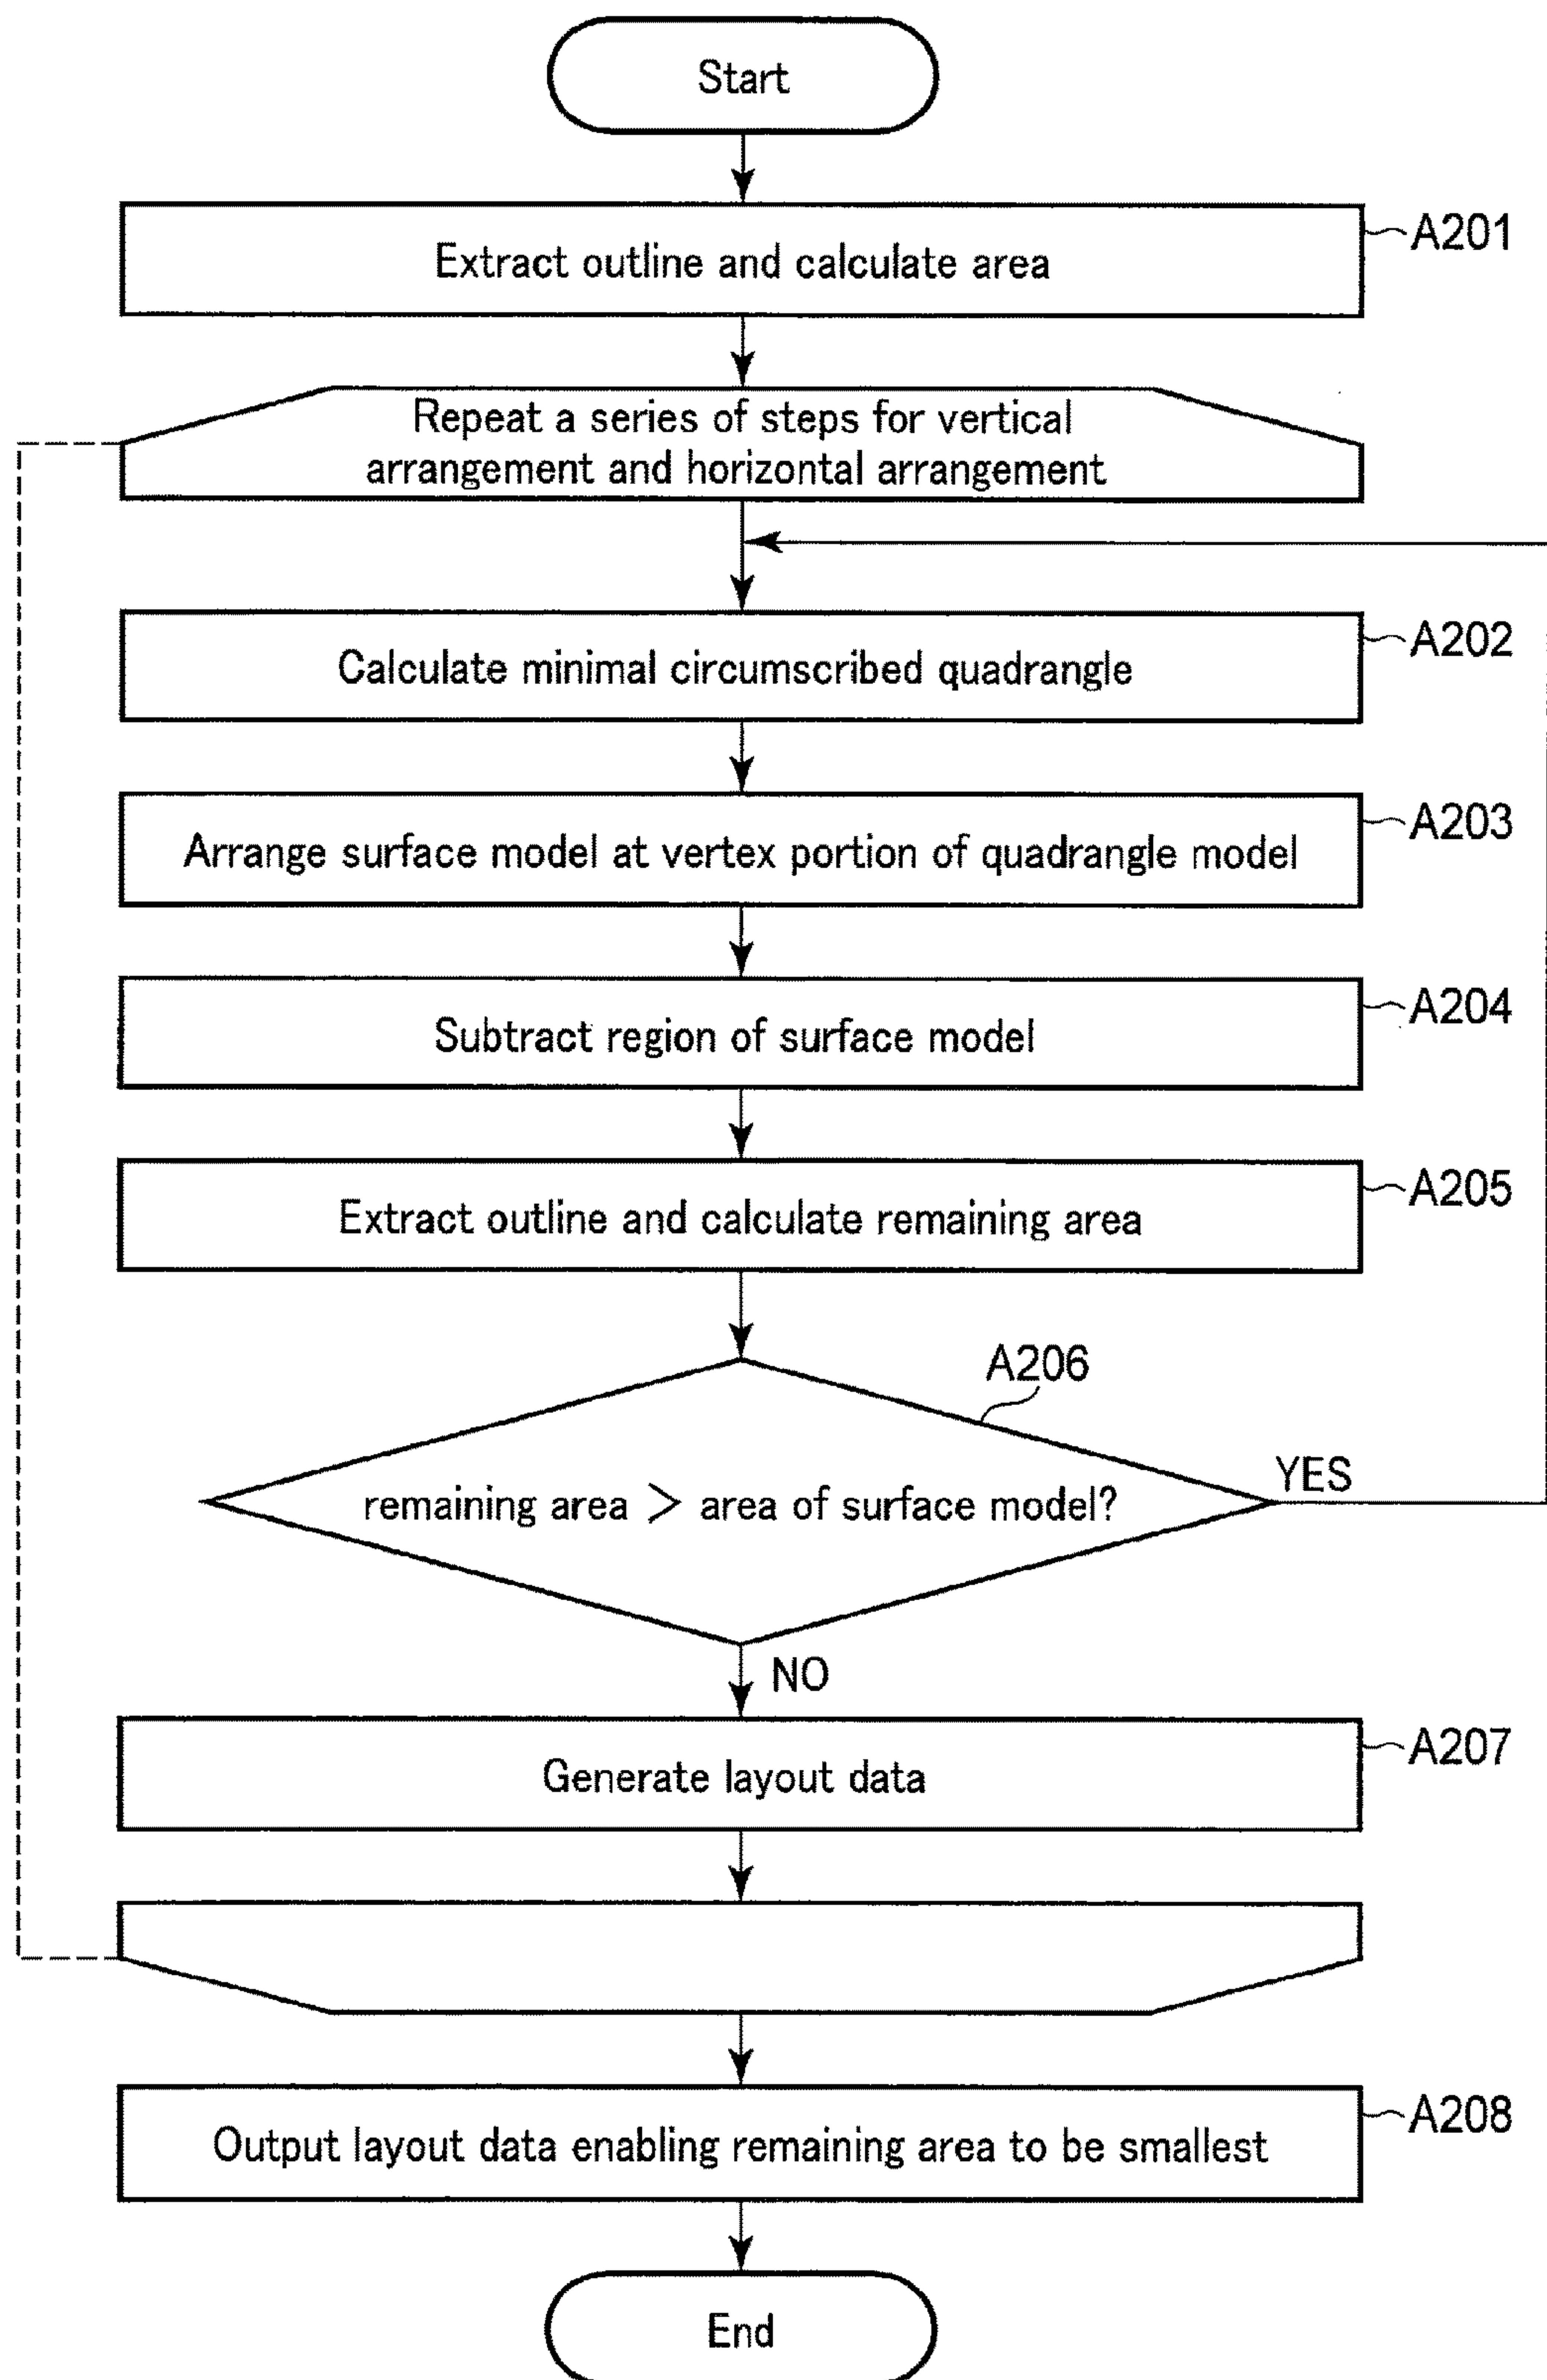 Start
Extract outline and calculate area
A201
Repeat a series of steps for vertical
arrangement and horizontal arrangement
Calculate minimal circumscribed quadrangle
A202
Arrange surface model at vertex portion of quadrangle model
A203
Subtract region of surface model
A204
Extract outline and calculate remaining area
A205
A206
remaining area > area of surface model?
YES
NO
Generate layout data
A207
Output layout data enabling remaining area to be smallest
A208
End